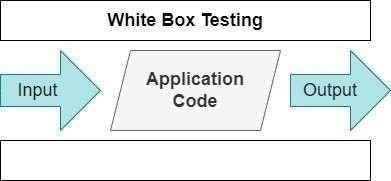 White Box Testing
Input
Application
Code
Output